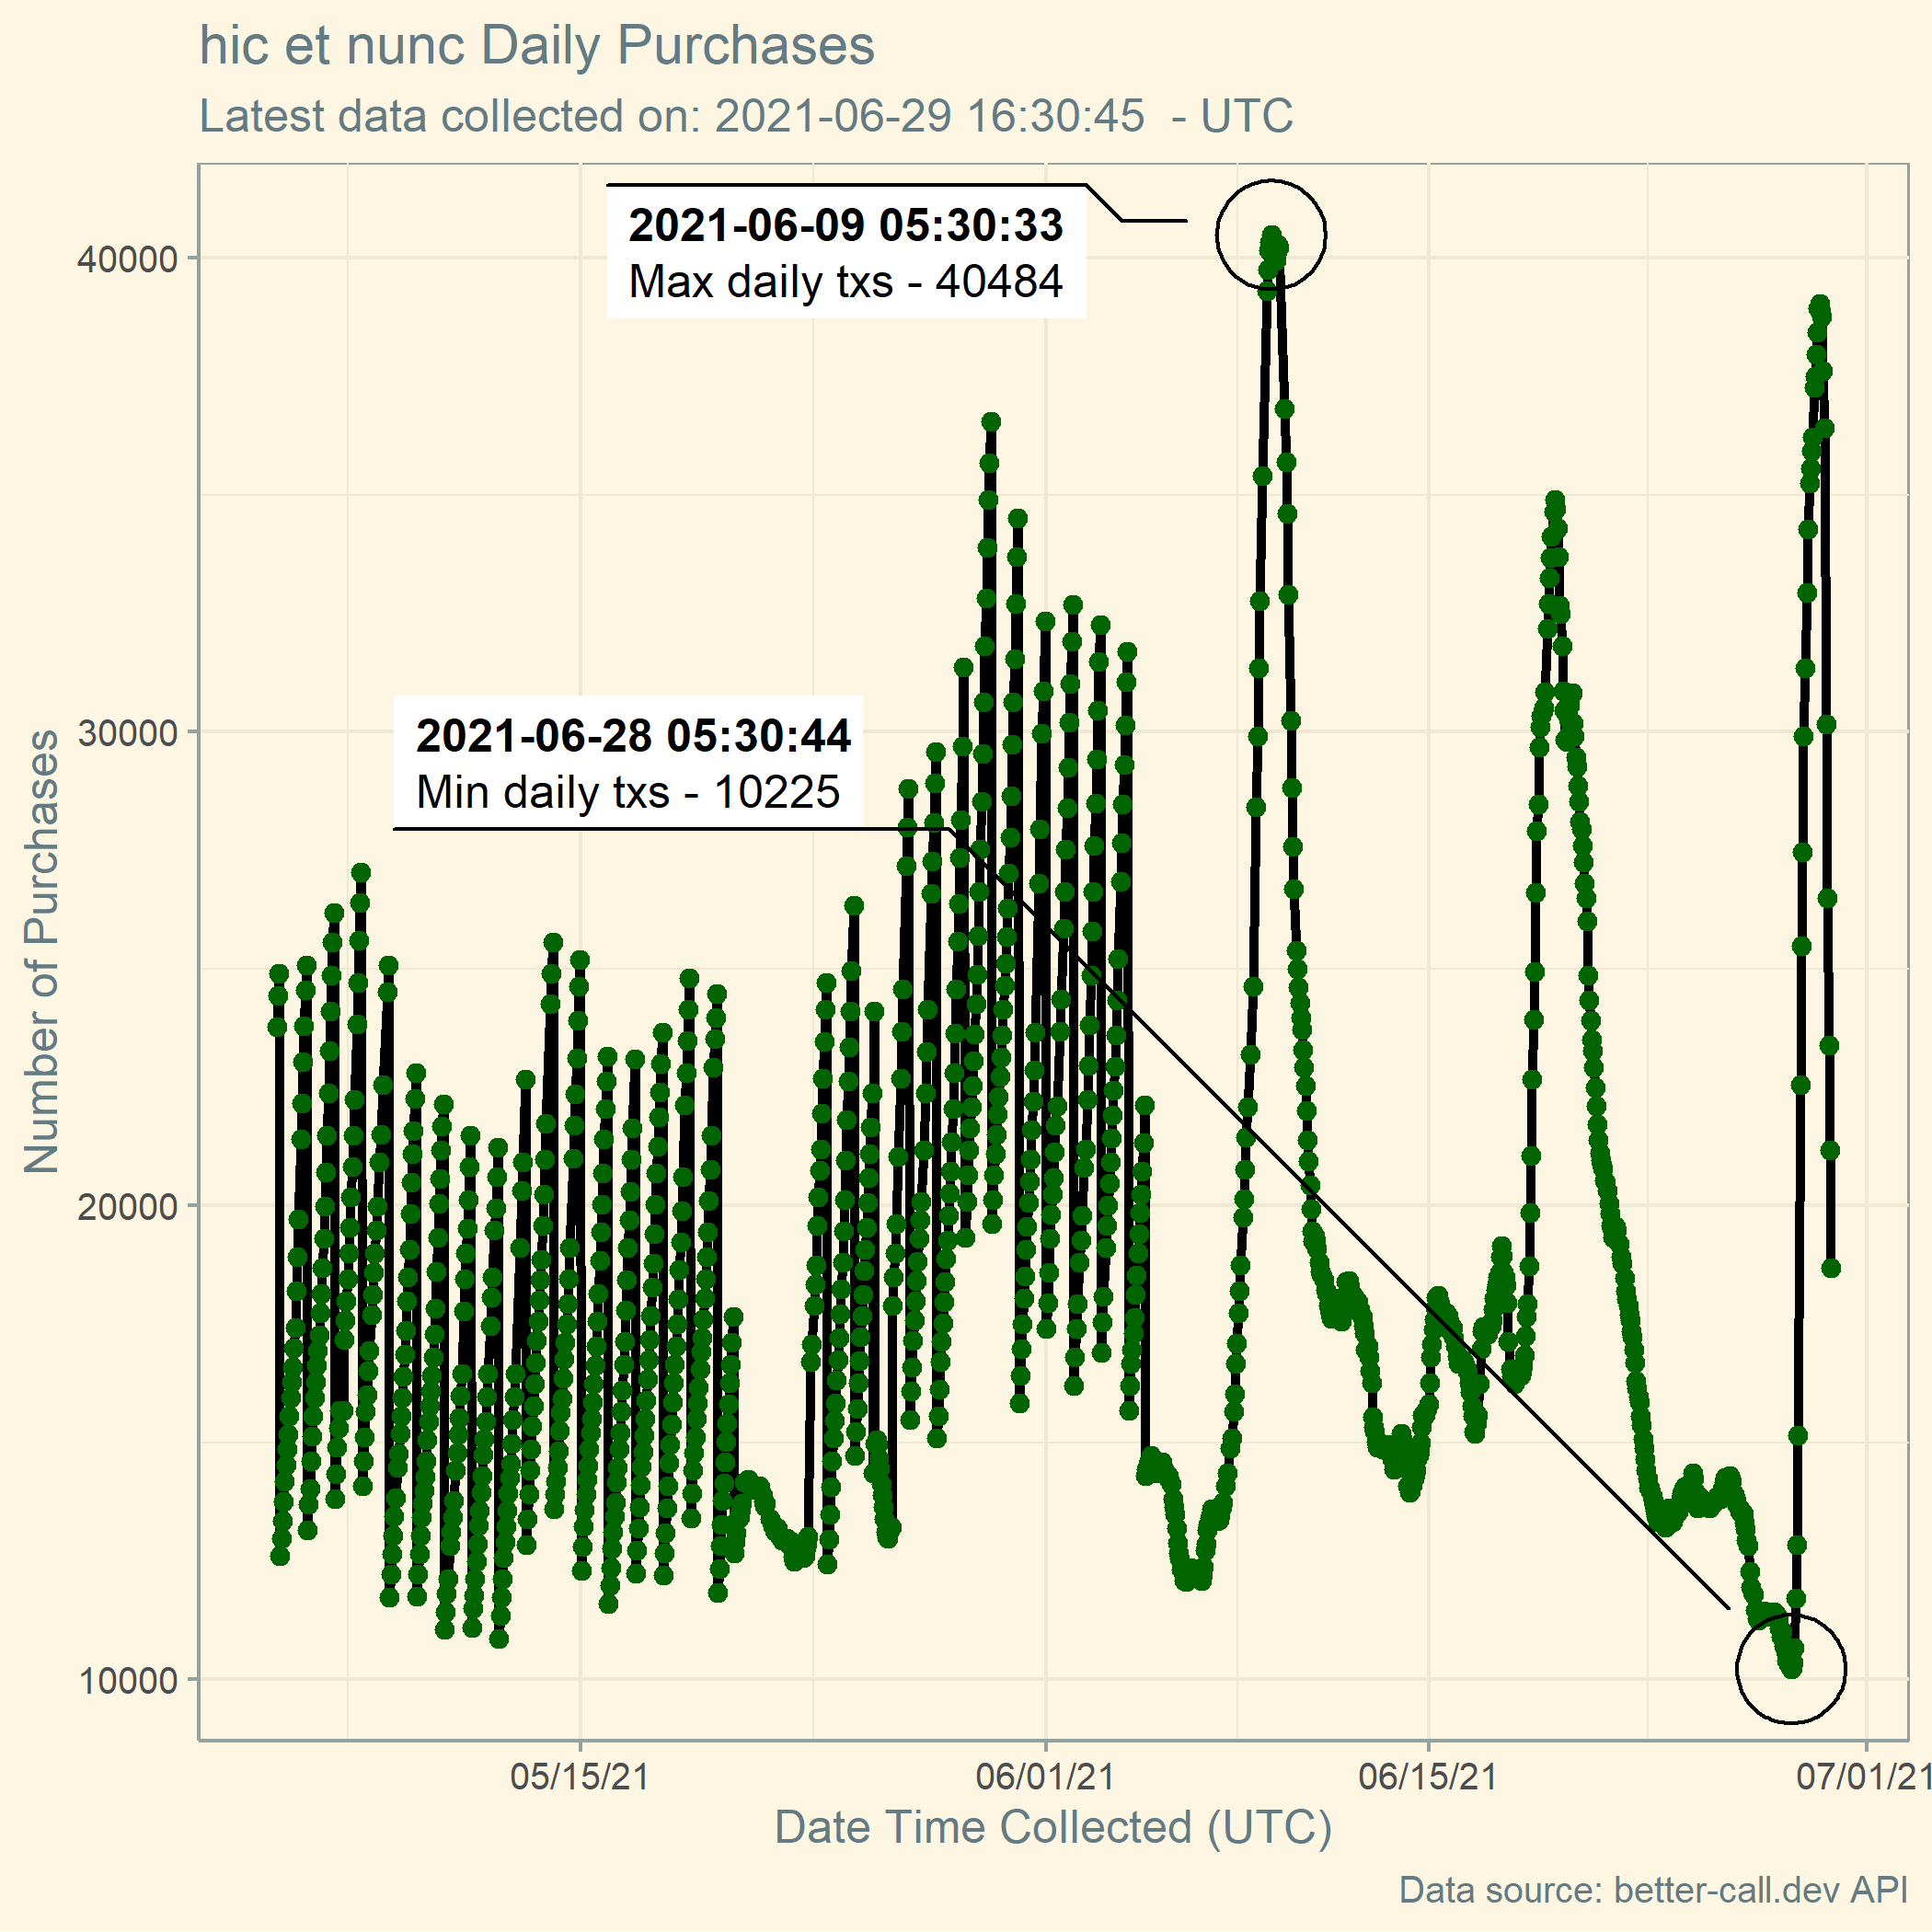 hic et nunc Daily Purchases
Latest data collected on: 2021-06-29 16:30:45  - UTC
2021-06-09 05:30:33
Max daily txs - 40484
2021-06-28 05:30:44
Min daily txs - 10225
Number of Purchases
40000
30000
20000
10000
05/15/21 06/01/21 06/15/21 07/01/21
Date Time Collected (UTC)
Data source: better-call.dev API